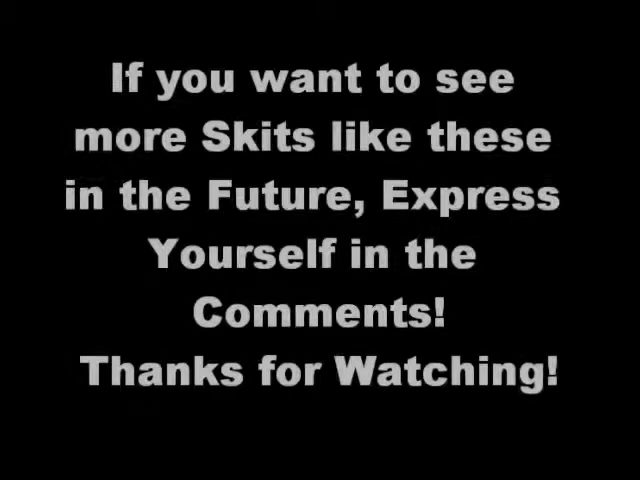 If you want to see
more Skits like these
in the Future, Express
Yourself in the
Comments!
Thanks for Watching!